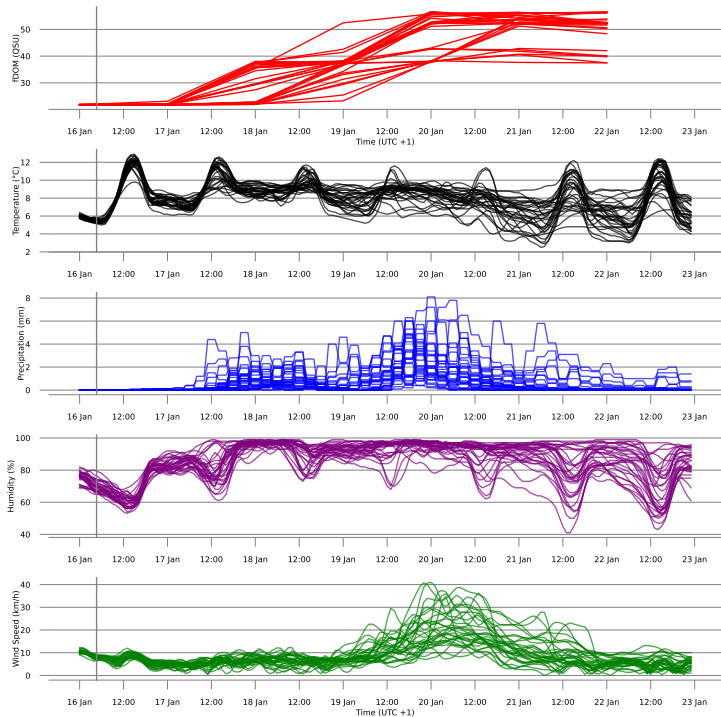 fDOM (QSU)
50
40
30
16 Jan 12:00 17 Jan 12:00 18 Jan 12:00 19 Jan 12:00 20 Jan 12:00 21 Jan 12:00 22 Jan 12:00 23 Jan
Time (UTC +1)
Temperature (°C)
12
10
8
6
4
2
16 Jan 12:00 17 Jan 12:00 18 Jan 12:00 19 Jan 12:00 20 Jan 12:00 21 Jan 12:00 22 Jan 12:00 23 Jan
Precipitation (mm)
8
6
4
2
0
16 Jan 12:00 17 Jan 12:00 18 Jan 12:00 19 Jan 12:00 20 Jan 12:00 21 Jan 12:00 22 Jan 12:00 23 Jan
Humidity (%)
100
80
60
40
16 Jan 12:00 17 Jan 12:00 18 Jan 12:00 19 Jan 12:00 20 Jan 12:00 21 Jan 12:00 22 Jan 12:00 23 Jan
Wind Speed (km/h)
40
30
20
10
0
16 Jan 12:00 17 Jan 12:00 18 Jan 12:00 19 Jan 12:00 20 Jan 12:00 21 Jan 12:00 22 Jan 12:00 23 Jan
Time (UTC +1)